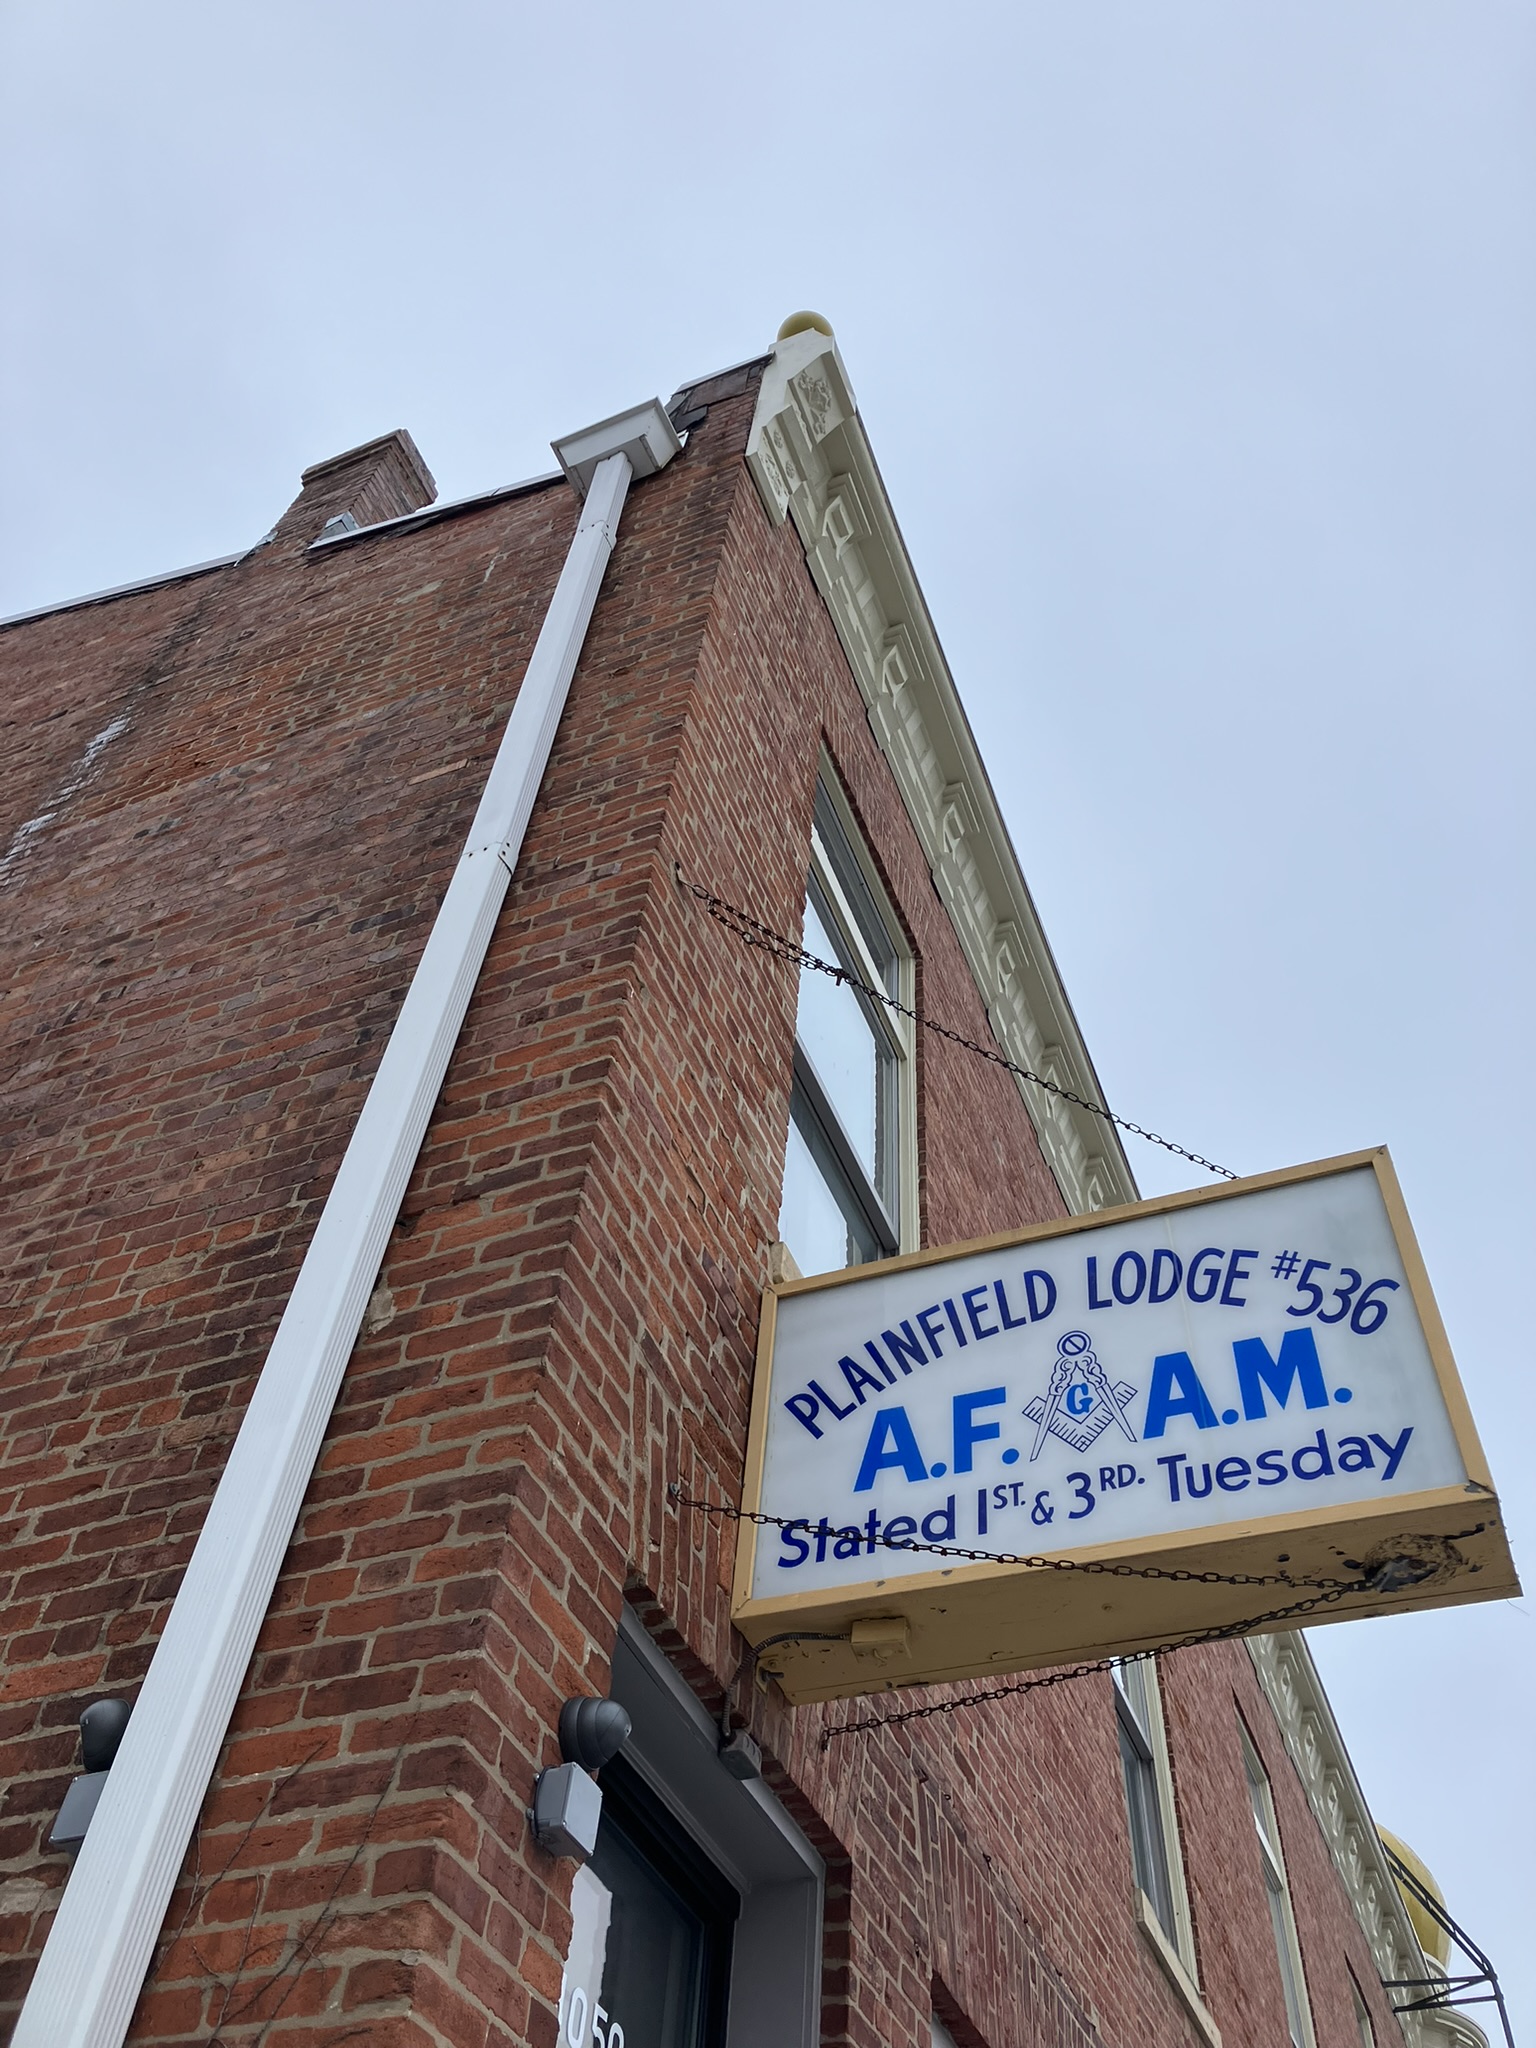 PLAINFIELD LODGE #536
A.F. G A.M.
Stated 1ST. & 3RD. Tuesday